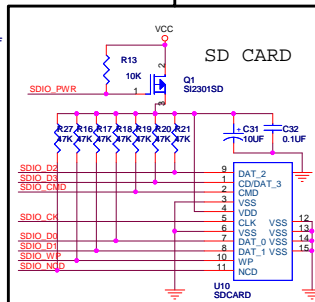 VCC
SD CARD
R13
10K
2
Q1
SI2301SD
SDIO_PWR
1
3
R27 R16 R17 R18 R19 R20 R21
47K 47K 47K 47K 47K 47K 47K
+ C31
10UF
C32
0.1UF
SDIO_D2 9 DAT_2
SDIO_D3 1 CD/DAT_3
SDIO_CMD 2 CMD
3 VSS
4 VDD
SDIO_CK 5 CLK VSS 12
6 VSS VSS 13
SDIO_D0 7 DAT_0 VSS 14
SDIO_D1 8 DAT_1 VSS 15
SDIO_WP 10 WP
SDIO_NCD 11 NCD
U10
SDCARD